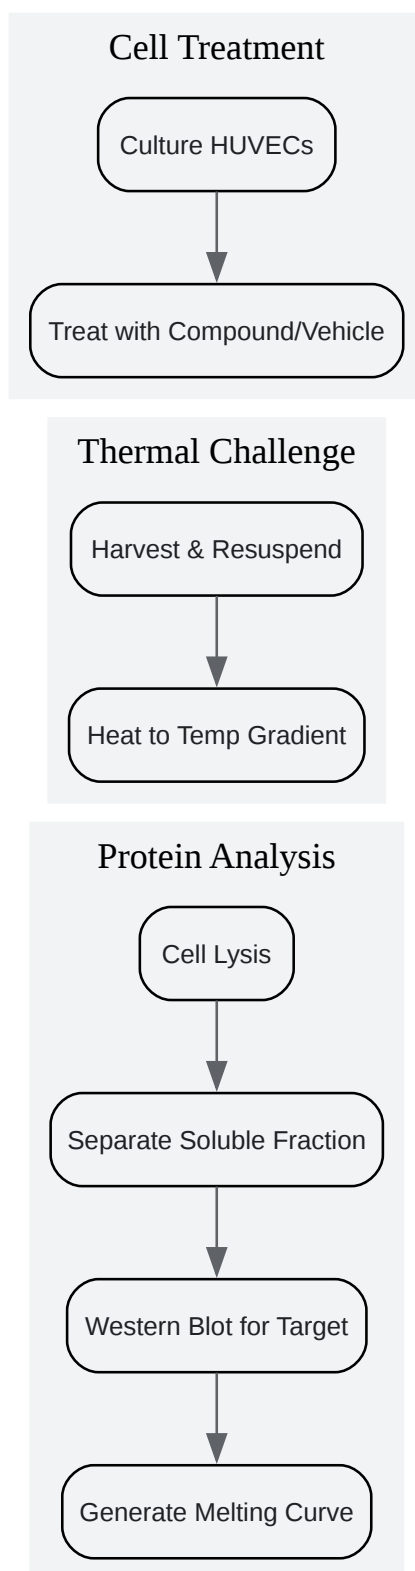 Cell Treatment
Culture HUVECs
Treat with Compound/Vehicle
Thermal Challenge
Harvest & Resuspend
Heat to Temp Gradient
Protein Analysis
Cell Lysis
Separate Soluble Fraction
Western Blot for Target
Generate Melting Curve